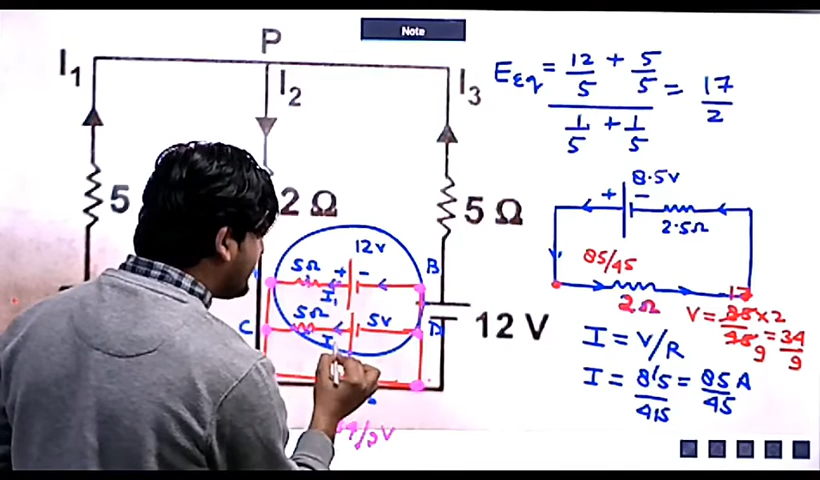 Note
P
I₁
I₂
I₃
5
2 Ω
5 Ω
12 V
12V
5Ω
+
-
B
I₁
5Ω
5V
C
D
I
E_Eq = 12/5 + 5/5 / 1/5 + 1/5 = 17/2
8.5V
+
-
2.5Ω
85/45
2Ω
17
V = 85/45 × 2 = 34/9
9
I = V/R
I = 8.5/4.5 = 85/45 A